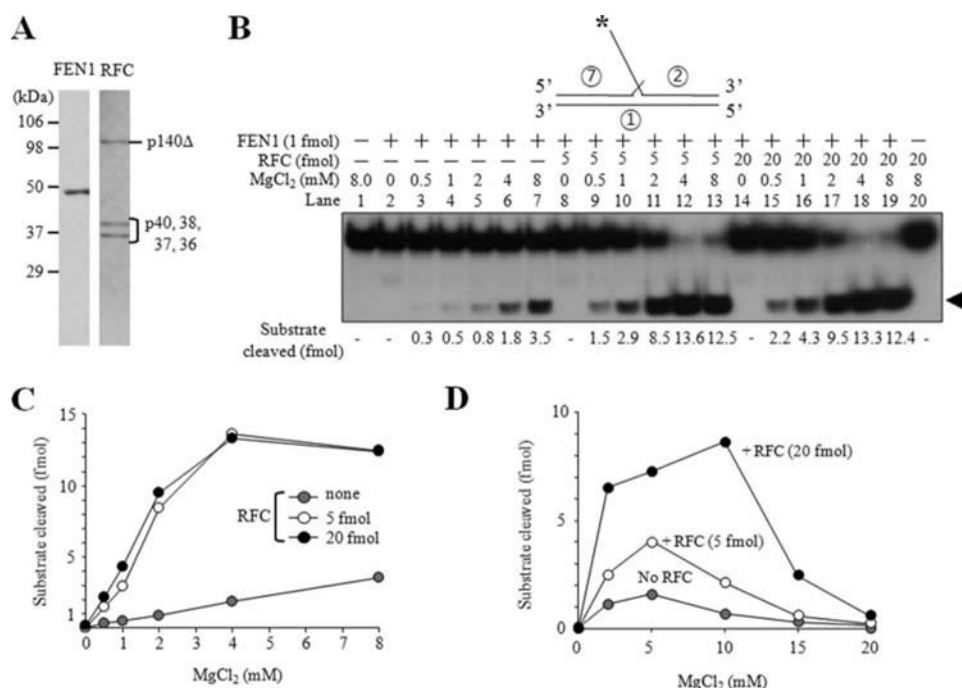 A
FEN1 RFC
(kDa)
106
98
50
37
29
p140Δ
p40, 38,
37, 36
B
*
5’ ⑦ ② 3’
3’ ① 5’
FEN1 (1 fmol) – + + + + + + + + + + + + + + + + + + –
RFC (fmol) – – – – – – – 5 5 5 5 5 5 20 20 20 20 20 20 20
MgCl2 (mM) 8.0 0 0.5 1 2 4 8 0 0.5 1 2 4 8 0 0.5 1 2 4 8 8
Lane 1 2 3 4 5 6 7 8 9 10 11 12 13 14 15 16 17 18 19 20
Substrate
cleaved (fmol) - - 0.3 0.5 0.8 1.8 3.5 - 1.5 2.9 8.5 13.6 12.5 - 2.2 4.3 9.5 13.3 12.4 -
C
Substrate cleaved (fmol)
15
10
5
1
RFC
none
5 fmol
20 fmol
0 1 2 3 4 5 6 7 8
MgCl2 (mM)
D
Substrate cleaved (fmol)
10
5
0
+ RFC (20 fmol)
+ RFC (5 fmol)
No RFC
0 5 10 15 20
MgCl2 (mM)